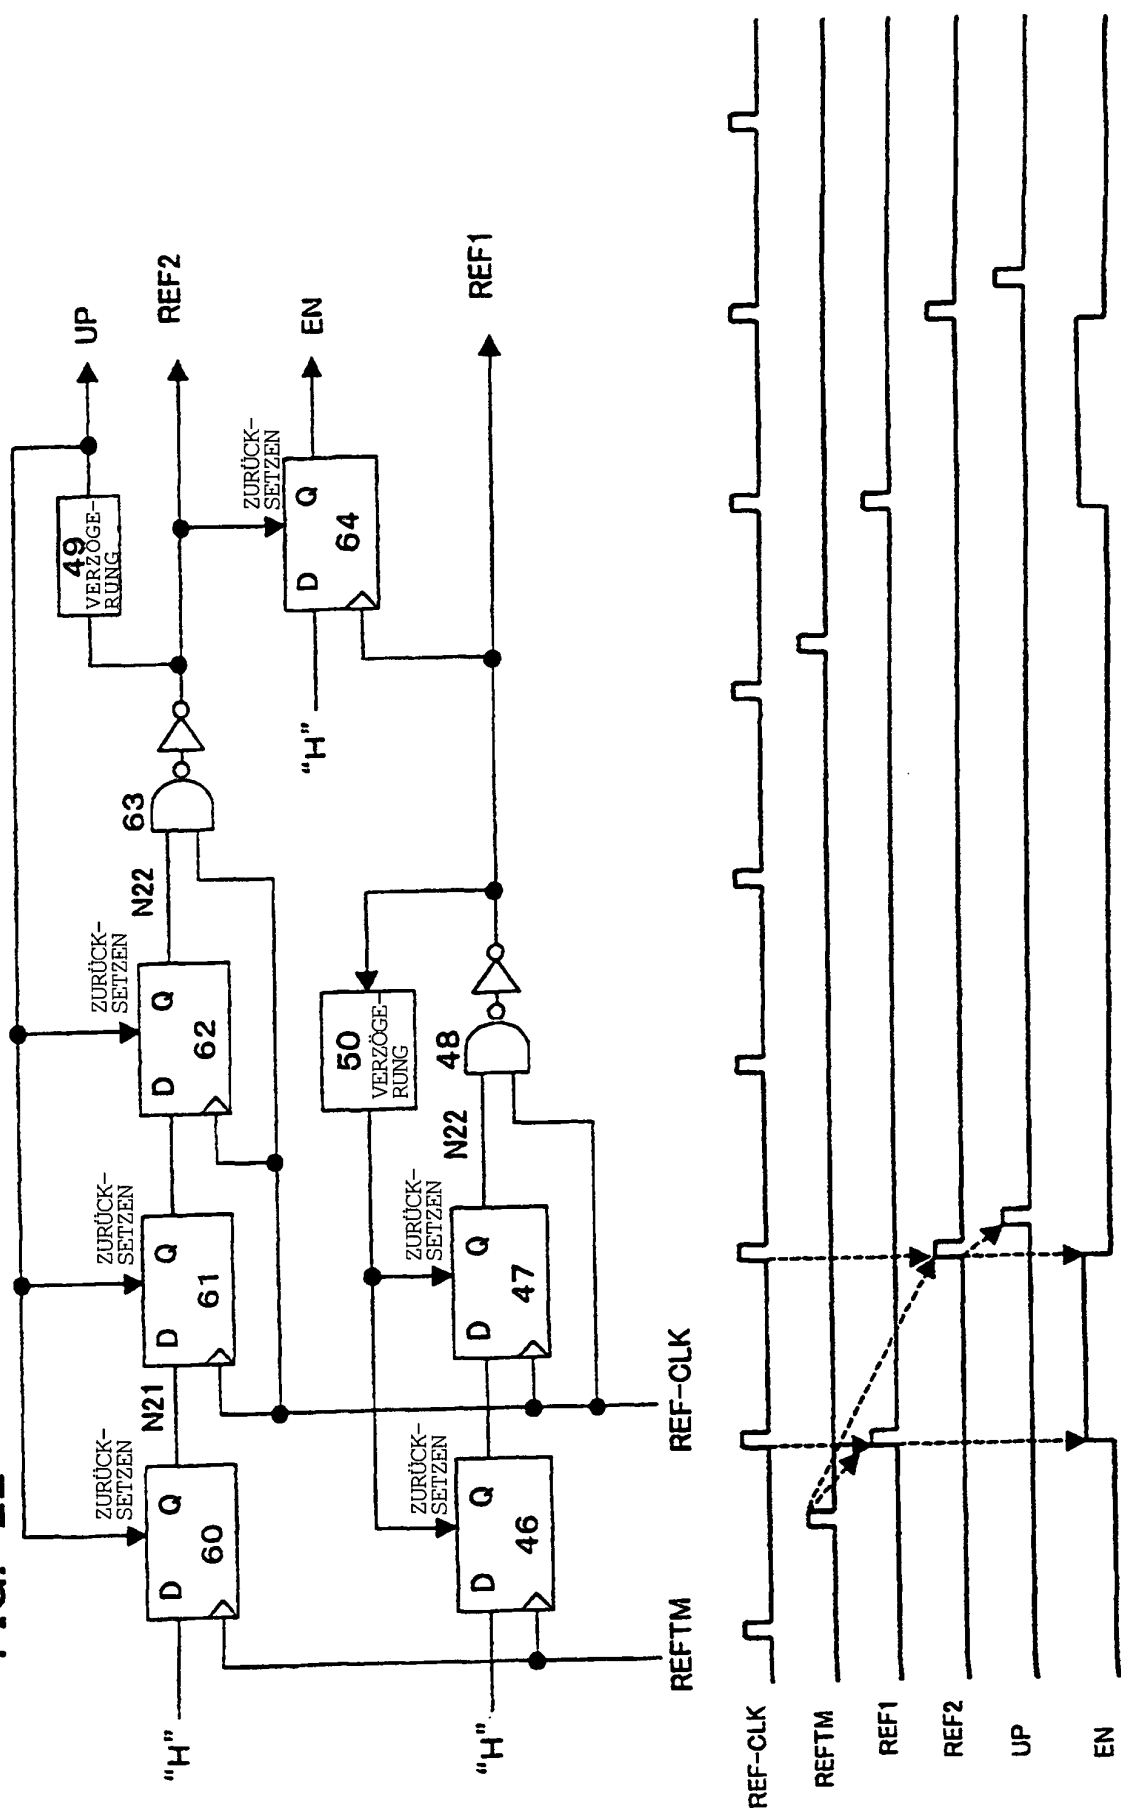 UP
49
VERZÖGE-
RUNG
ZURÜCK-
SETZEN
ZURÜCK-
SETZEN
ZURÜCK-
SETZEN
"H"
D Q
60
N21
D Q
61
D Q
62
N22
63
REF2
ZURÜCK-
SETZEN
"H"
D Q
64
EN
50
VERZÖGE-
RUNG
ZURÜCK-
SETZEN
ZURÜCK-
SETZEN
"H"
D Q
46
D Q
47
N22
48
REF1
REFTM
REF-CLK
REF-CLK
REFTM
REF1
REF2
UP
EN